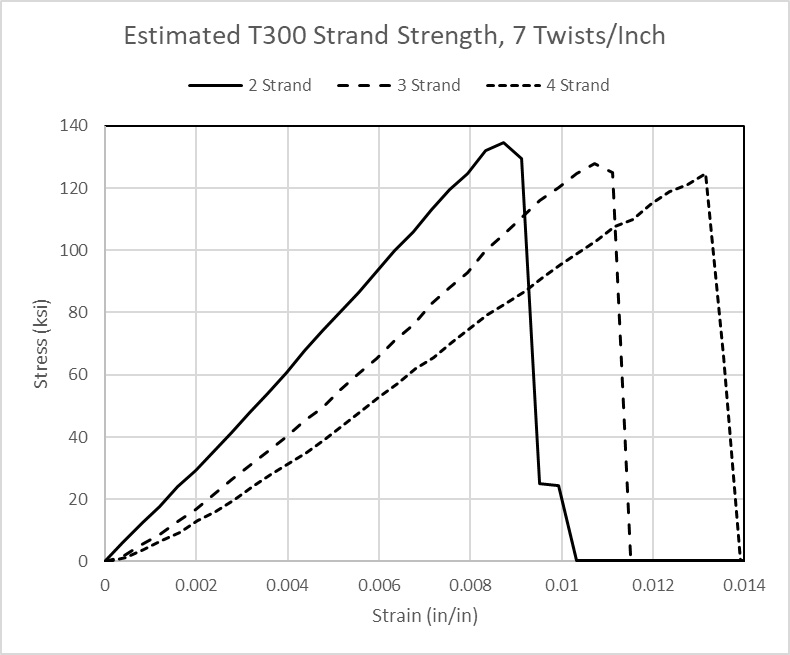 Estimated T300 Strand Strength, 7 Twists/Inch
2 Strand 3 Strand 4 Strand
140
120
100
80
60
40
20
0
Stress (ksi)
0 0.002 0.004 0.006 0.008 0.01 0.012 0.014
Strain (in/in)